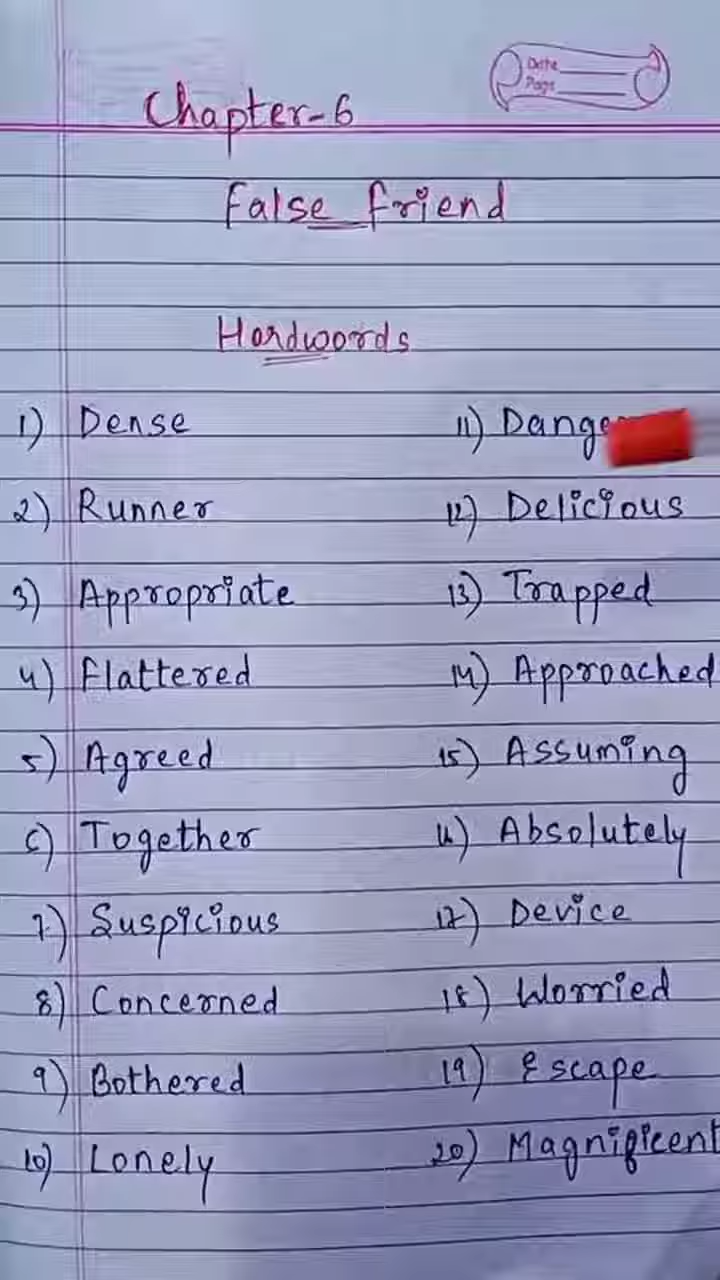 Date
Page
Chapter-6
False friend
Hardwords
1) Dense
2) Runner
3) Appropriate
4) Flattered
5) Agreed
6) Together
7) Suspicious
8) Concerned
9) Bothered
10) Lonely
11)
12) Delicious
13) Trapped
14) Approached
15) Assuming
16) Absolutely
17) Device
18) Worried
19) Escape
20) Magnificent